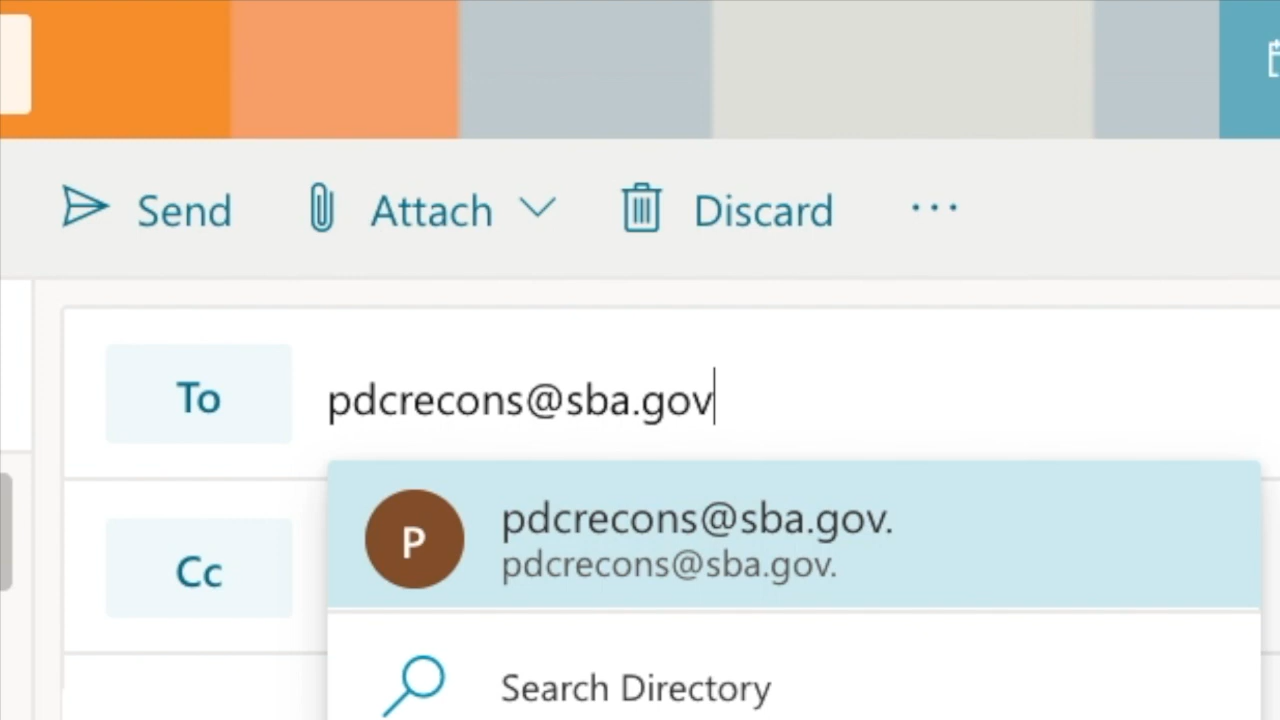 Send Attach Discard ...
To pdcrecons@sba.gov
P pdcrecons@sba.gov.
pdcrecons@sba.gov.
Cc
Search Directory